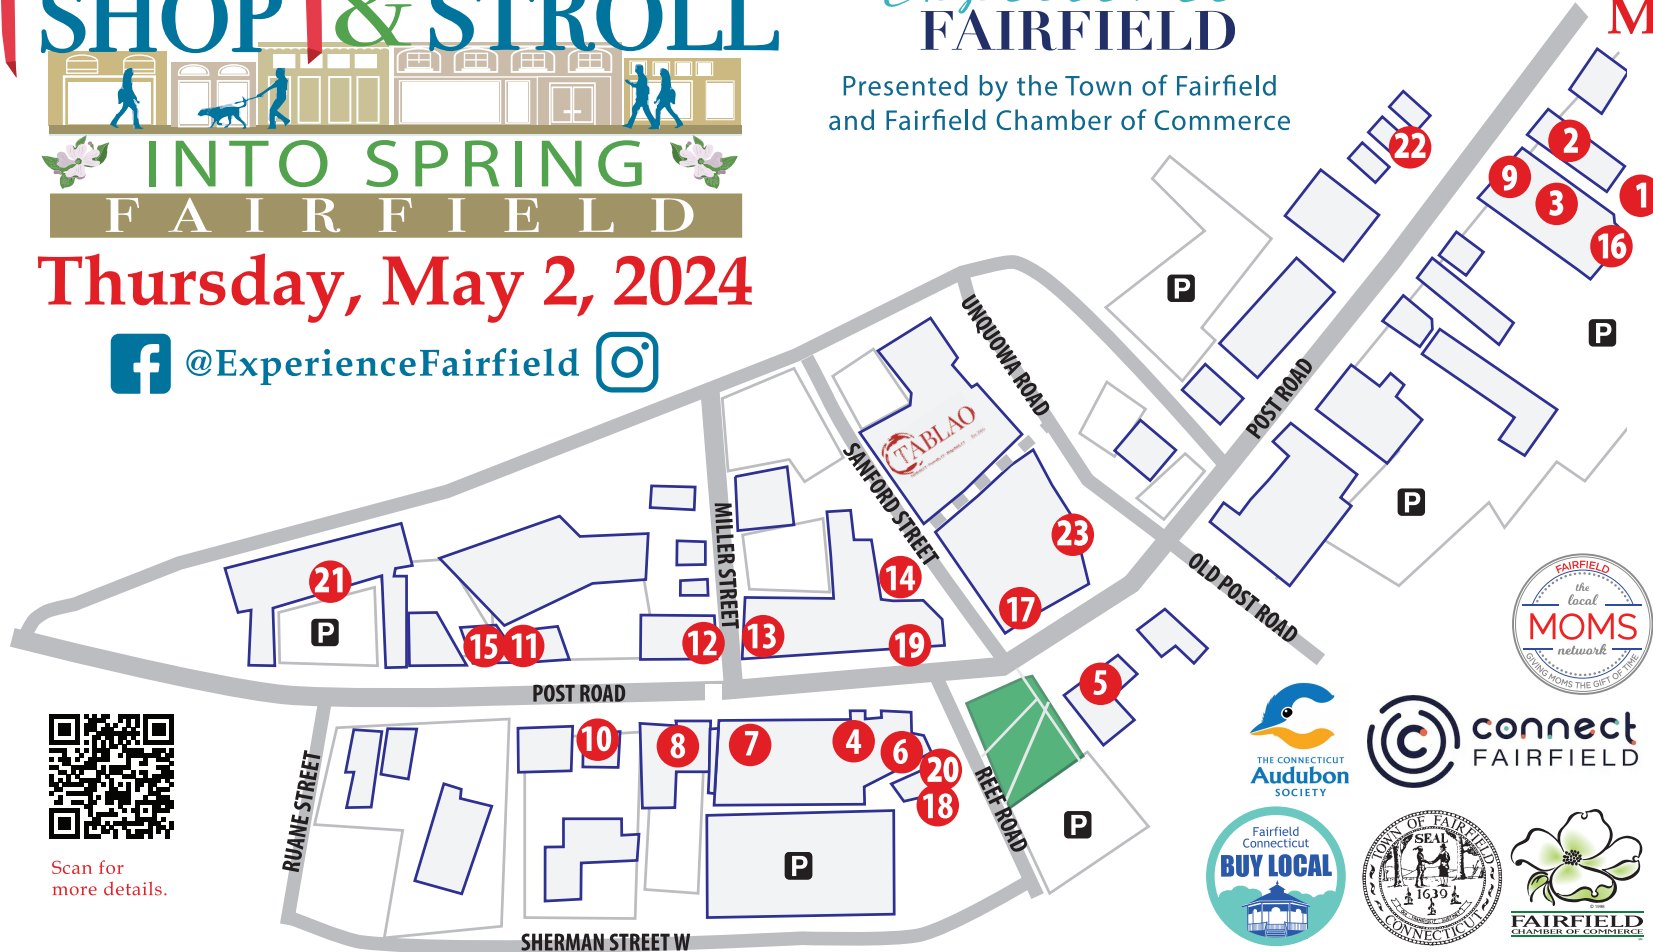 SHOP & STROLL
INTO SPRING
FAIRFIELD
Thursday, May 2, 2024
@ExperienceFairfield
FAIRFIELD
Presented by the Town of Fairfield
and Fairfield Chamber of Commerce
M
22
2
9
3
1
16
P
P
P
UNQUOWA ROAD
POST ROAD
TABLAO
SANFORD STREET
MILLER STREET
OLD POST ROAD
21
P
15
11
12
13
14
19
17
23
5
POST ROAD
10
8
7
4
6
20
18
REEF ROAD
RUANE STREET
P
P
SHERMAN STREET W
Scan for
more details.
FAIRFIELD
the
local
MOMS
network
GIVING MOMS THE GIFT OF TIME
THE CONNECTICUT
Audubon
SOCIETY
connect
FAIRFIELD
Fairfield
Connecticut
BUY LOCAL
TOWN OF FAIRFIELD
SEAL
1639
CONNECTICUT
FAIRFIELD
CHAMBER OF COMMERCE